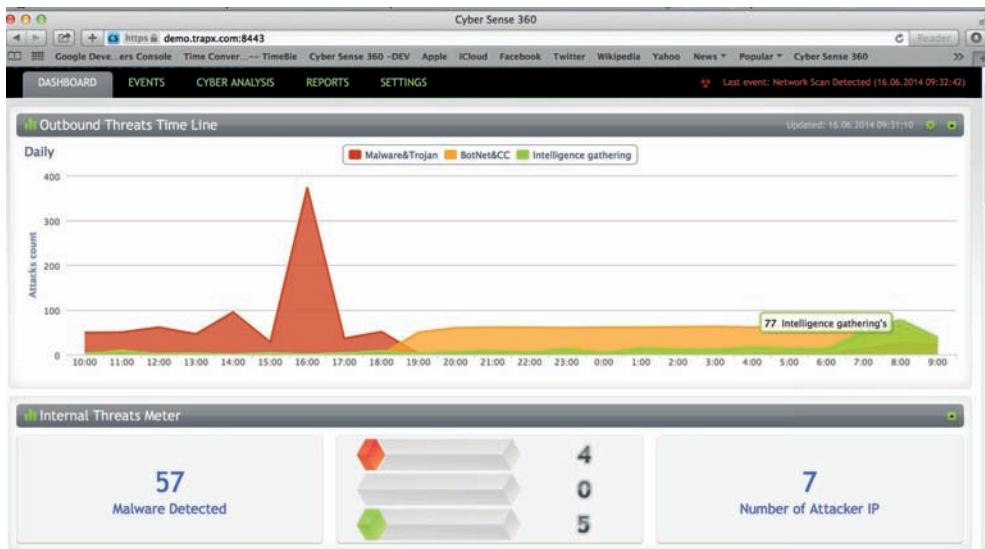 Cyber Sense 360
https demo.trapx.com:8443
Reader
Google Deve...ers Console Time Conver...-- TimeBie Cyber Sense 360 -DEV Apple iCloud Facebook Twitter Wikipedia Yahoo News Popular Cyber Sense 360 >>
DASHBOARD EVENTS CYBER ANALYSIS REPORTS SETTINGS
Last event: Network Scan Detected (16.06.2014 09:32:42)
Outbound Threats Time Line
Updated: 16.06.2014 09:31:10
Daily
Malware&Trojan BotNet&CC Intelligence gathering
Attacks count
400
300
200
100
0
77 Intelligence gathering's
10:00 11:00 12:00 13:00 14:00 15:00 16:00 17:00 18:00 19:00 20:00 21:00 22:00 23:00 0:00 1:00 2:00 3:00 4:00 5:00 6:00 7:00 8:00 9:00
Internal Threats Meter
57
Malware Detected
4
0
5
7
Number of Attacker IP